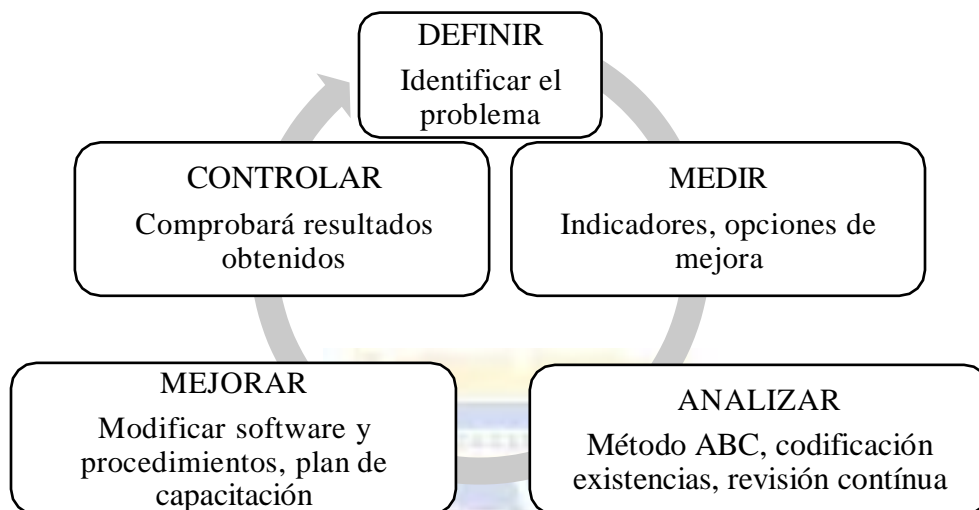 DEFINIR
Identificar el
problema
MEDIR
Indicadores, opciones de
mejora
ANALIZAR
Método ABC, codificación
existencias, revisión contínua
MEJORAR
Modificar software y
procedimientos, plan de
capacitación
CONTROLAR
Comprobará resultados
obtenidos